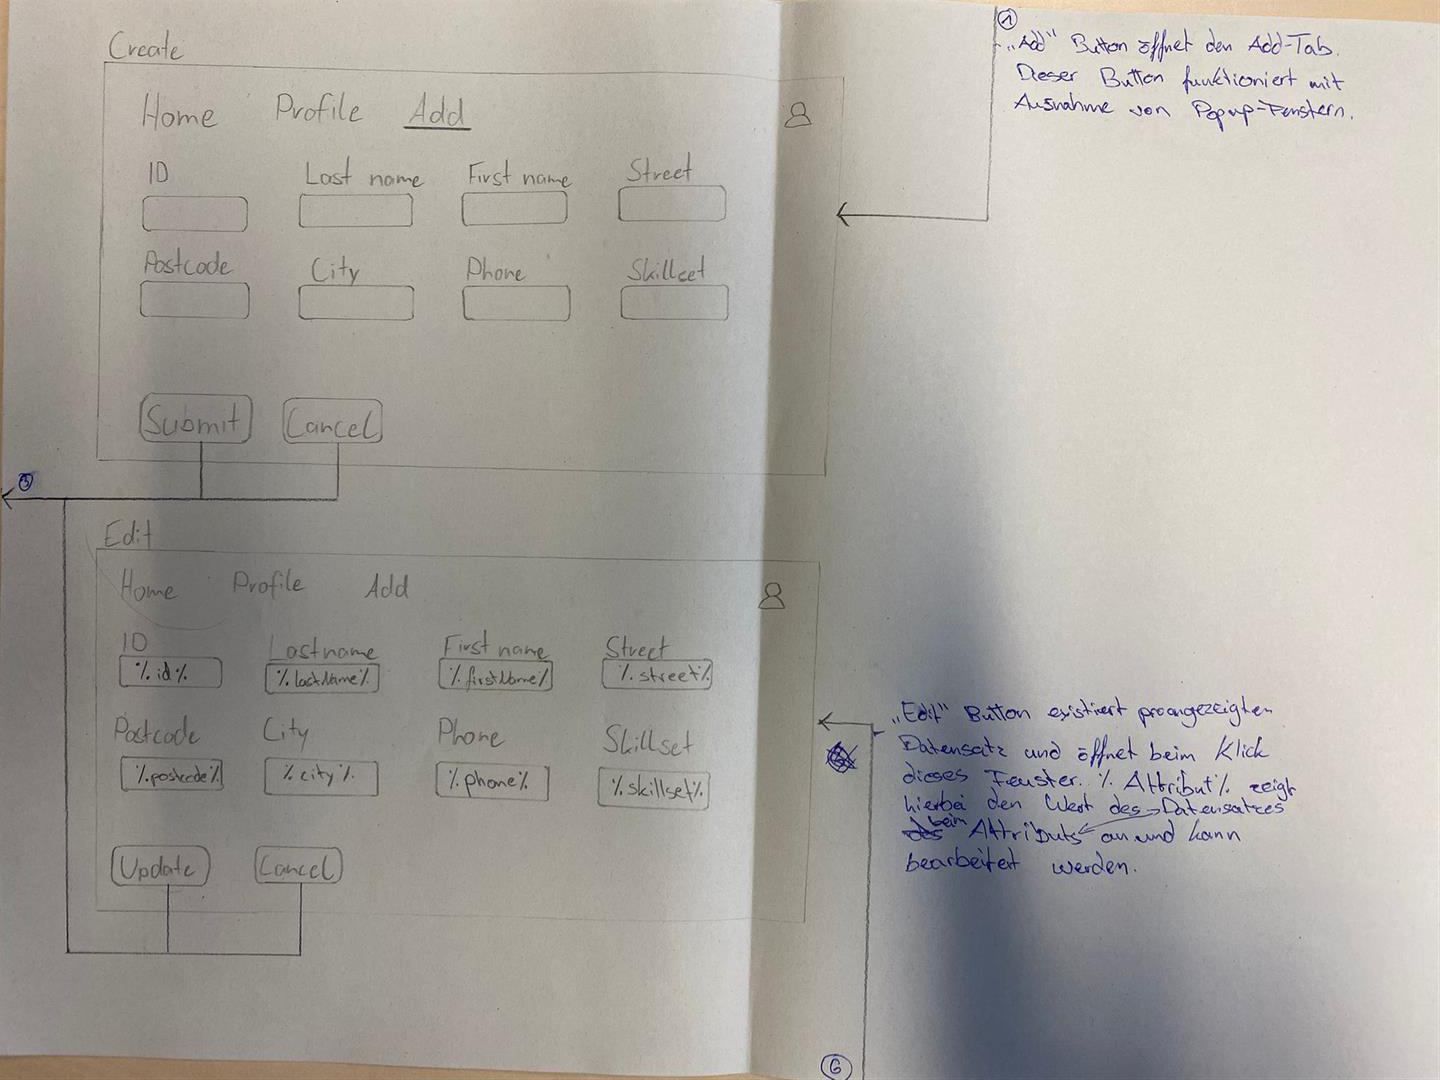 Create
Home Profile Add
ID Last name First name Street
Postcode City Phone Skillset
Submit Cancel
①
„Add" Button öffnet den Add-Tab.
Dieser Button funktioniert mit
Ausnahme von Popup-Fenstern.
Edit
Home Profile Add
ID Lastname First name Street
%id% %lastName% %firstName% %street%
Postcode City Phone Skillset
%postcode% %city% %phone% %skillset%
Update Cancel
„Edit" Button existiert pro angezeigten
Datensatz und öffnet beim Klick
dieses Fenster. %Attribut% zeigt
hierbei den Wert des Datensatzes
beim Attributs an und kann
bearbeitet werden.
⑥